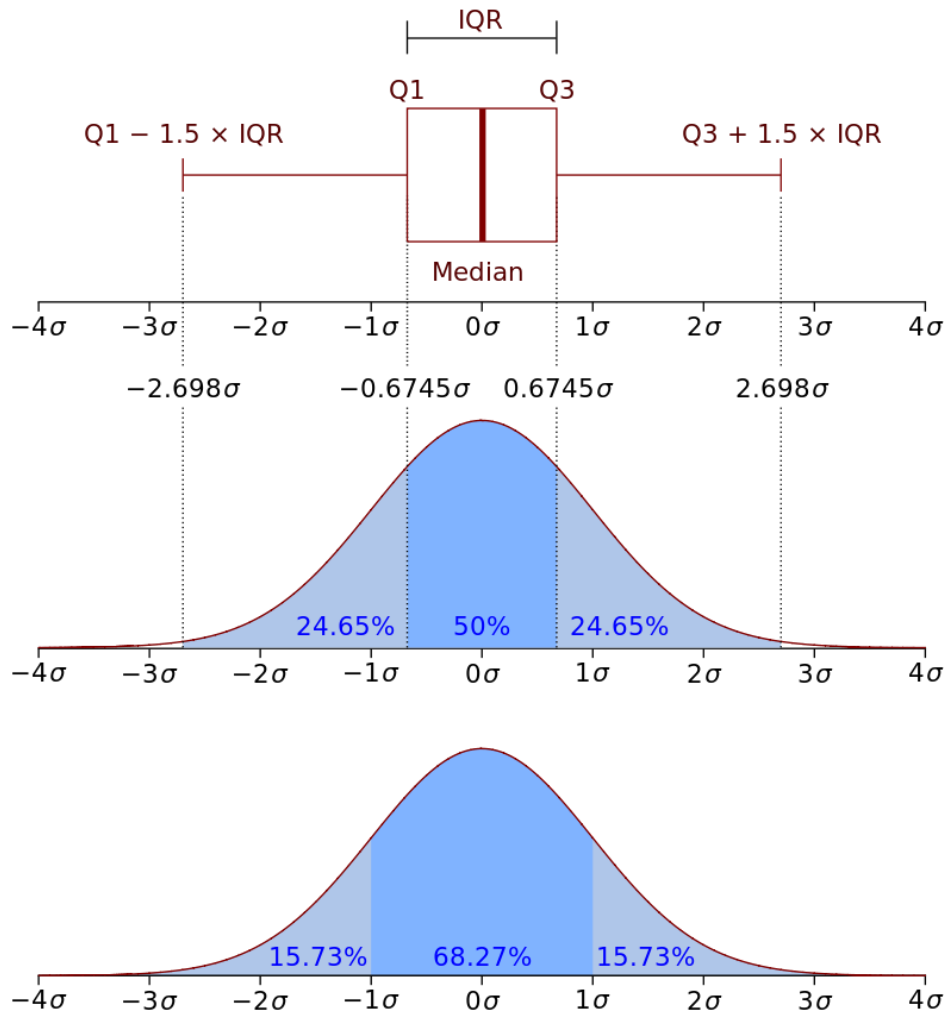 IQR
Q1 Q3
Q1 − 1.5 × IQR Q3 + 1.5 × IQR
Median
−4σ −3σ −2σ −1σ 0σ 1σ 2σ 3σ 4σ
−2.698σ −0.6745σ 0.6745σ 2.698σ
24.65% 50% 24.65%
−4σ −3σ −2σ −1σ 0σ 1σ 2σ 3σ 4σ
15.73% 68.27% 15.73%
−4σ −3σ −2σ −1σ 0σ 1σ 2σ 3σ 4σ